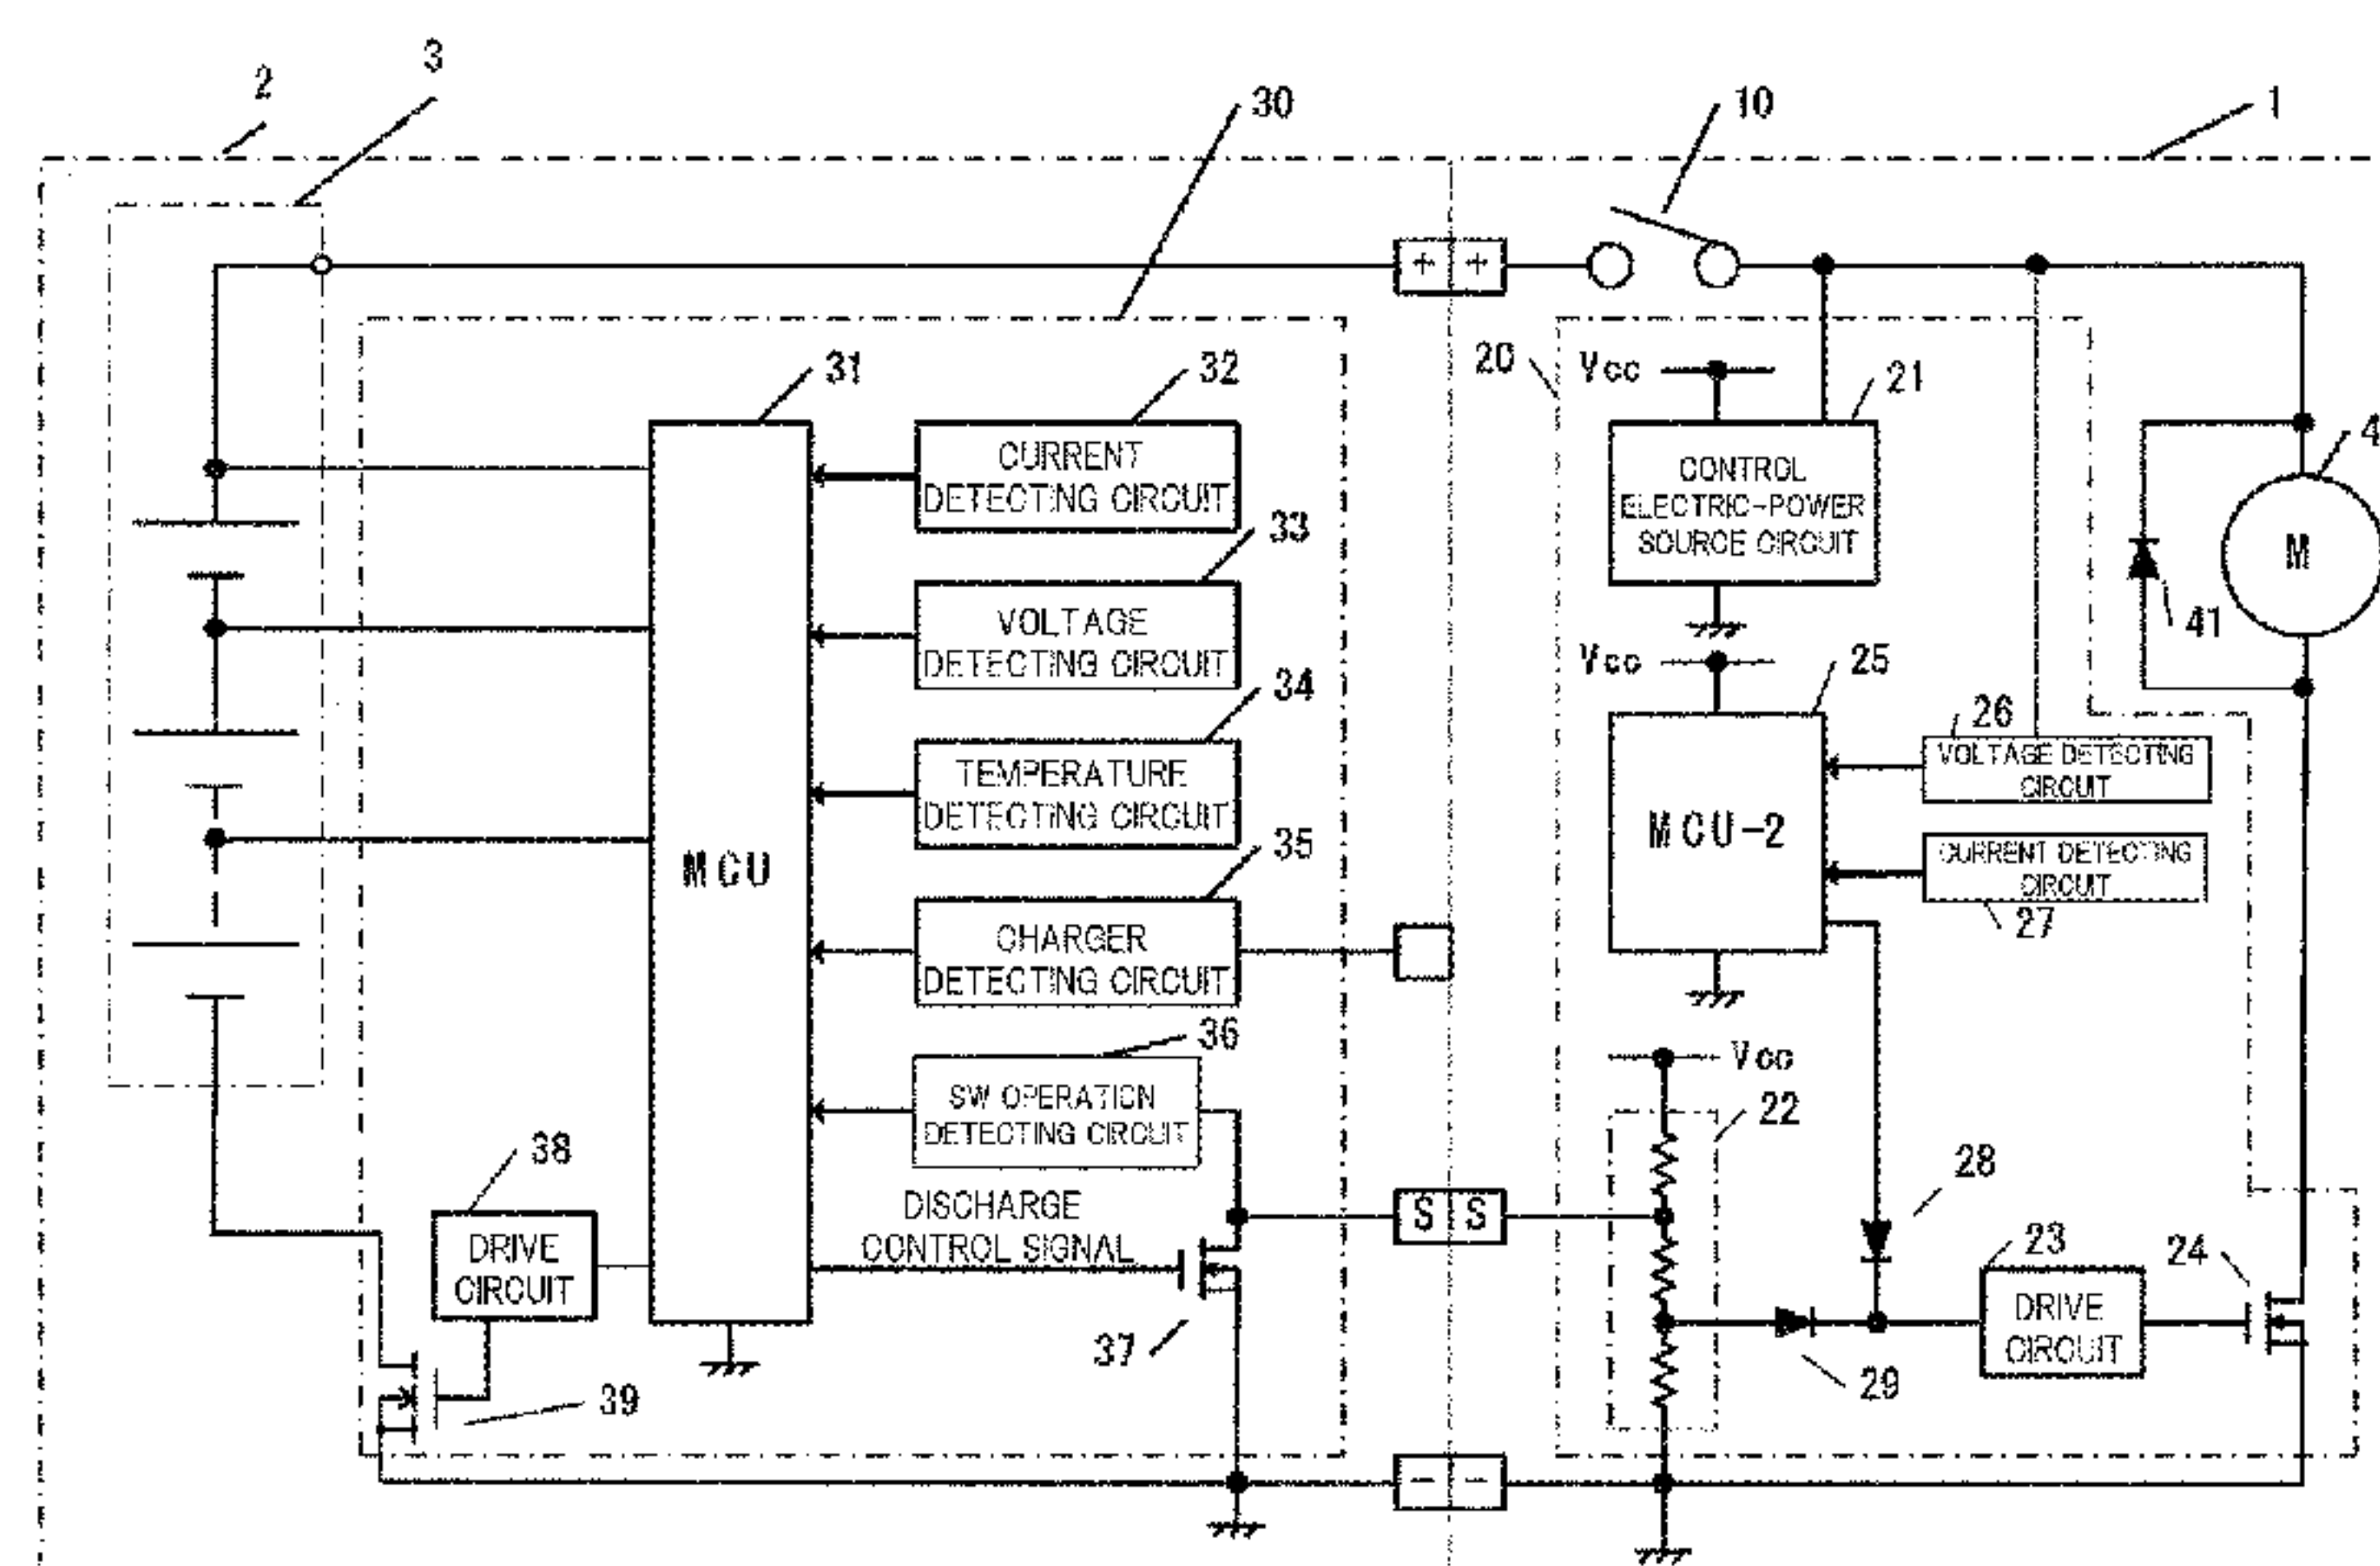 2
3
30
10
1
+ +
31
32
20
Vcc
21
4
CURRENT
DETECTING CIRCUIT
CONTROL
ELECTRIC-POWER
SOURCE CIRCUIT
M
33
41
VOLTAGE
DETECTING CIRCUIT
Vcc
25
34
26
VOLTAGE DETECTING
CIRCUIT
TEMPERATURE
DETECTING CIRCUIT
MCU-2
35
CURRENT DETECTING
CIRCUIT
27
MCU
CHARGER
DETECTING CIRCUIT
36
Vcc
SW OPERATION
DETECTING CIRCUIT
22
38
28
DISCHARGE
CONTROL SIGNAL
S S
DRIVE
CIRCUIT
23
24
DRIVE
CIRCUIT
37
29
39
- -